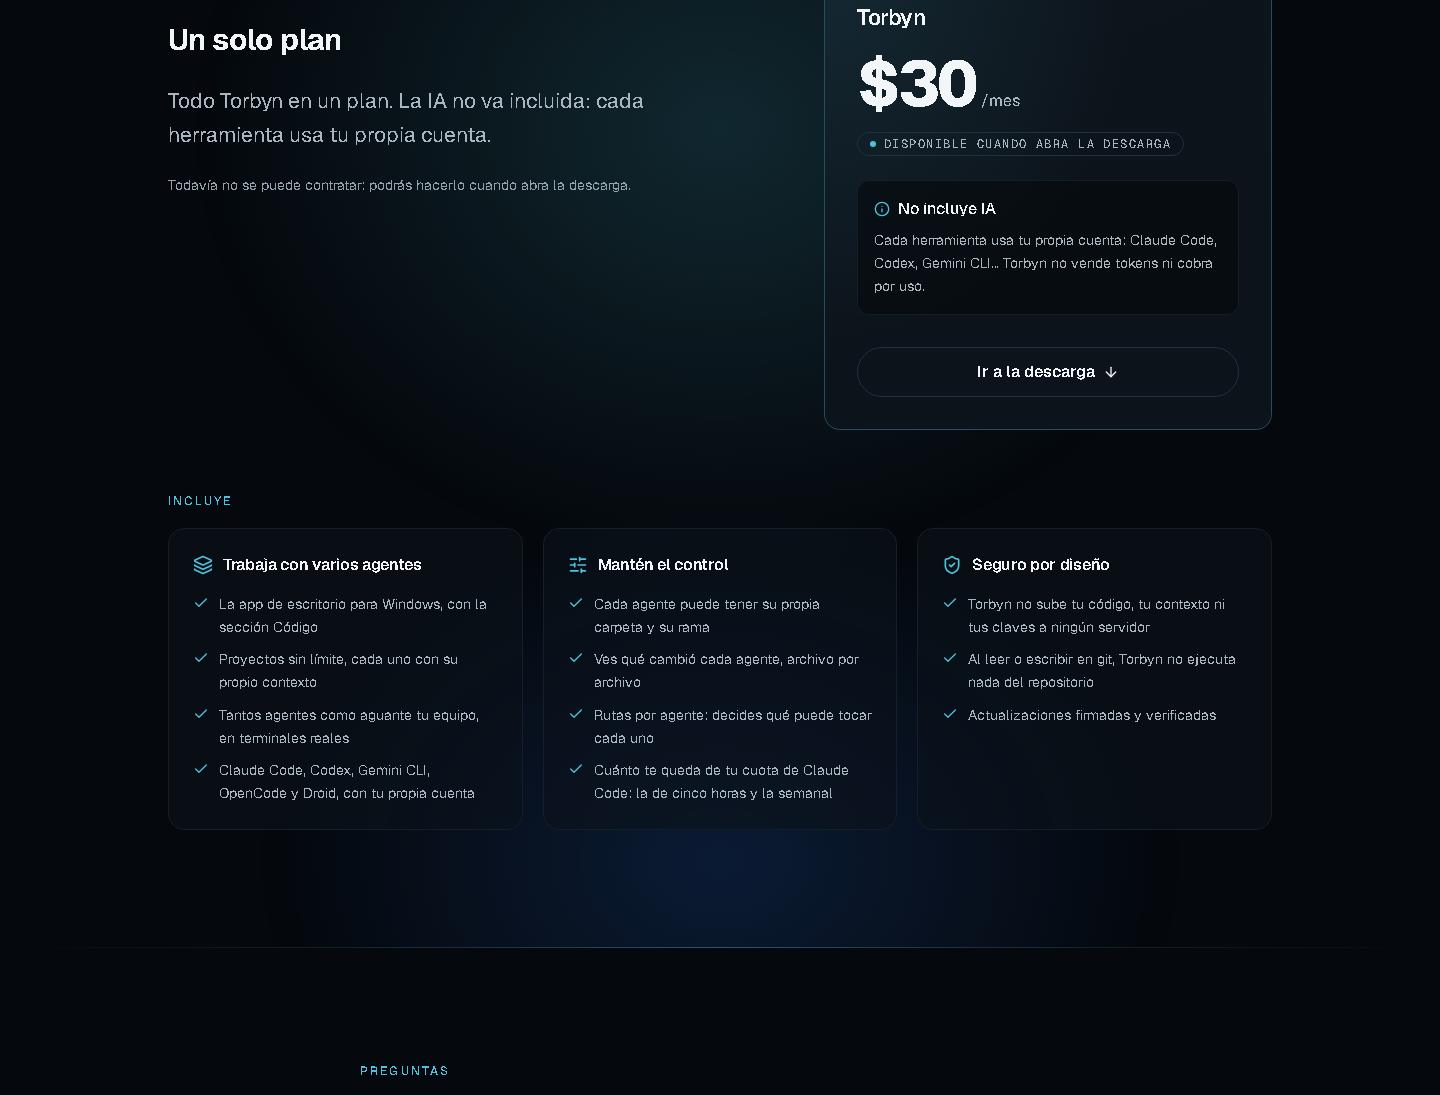 Un solo plan
Todo Torbyn en un plan. La IA no va incluida: cada
herramienta usa tu propia cuenta.
Todavía no se puede contratar: podrás hacerlo cuando abra la descarga.
Torbyn
$30 /mes
DISPONIBLE CUANDO ABRA LA DESCARGA
No incluye IA
Cada herramienta usa tu propia cuenta: Claude Code,
Codex, Gemini CLI... Torbyn no vende tokens ni cobra
por uso.
Ir a la descarga ↓
INCLUYE
Trabaja con varios agentes
La app de escritorio para Windows, con la
sección Código
Proyectos sin límite, cada uno con su
propio contexto
Tantos agentes como aguante tu equipo,
en terminales reales
Claude Code, Codex, Gemini CLI,
OpenCode y Droid, con tu propia cuenta
Mantén el control
Cada agente puede tener su propia
carpeta y su rama
Ves qué cambió cada agente, archivo por
archivo
Rutas por agente: decides qué puede tocar
cada uno
Cuánto te queda de tu cuota de Claude
Code: la de cinco horas y la semanal
Seguro por diseño
Torbyn no sube tu código, tu contexto ni
tus claves a ningún servidor
Al leer o escribir en git, Torbyn no ejecuta
nada del repositorio
Actualizaciones firmadas y verificadas
PREGUNTAS